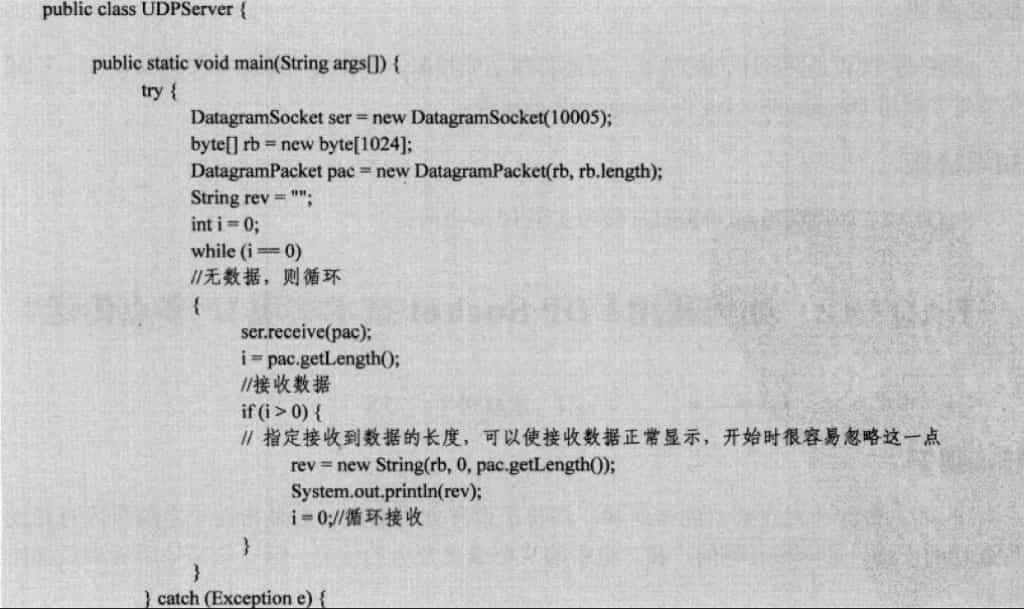 public class UDPServer {
public static void main(String args[]) {
try {
DatagramSocket ser = new DatagramSocket(10005);
byte[] rb = new byte[1024];
DatagramPacket pac = new DatagramPacket(rb, rb.length);
String rev = "";
int i = 0;
while (i == 0)
//无数据，则循环
{
ser.receive(pac);
i = pac.getLength();
//接收数据
if (i > 0) {
// 指定接收到数据的长度，可以使接收数据正常显示，开始时很容易忽略这一点
rev = new String(rb, 0, pac.getLength());
System.out.println(rev);
i = 0;//循环接收
}
}
} catch (Exception e) {